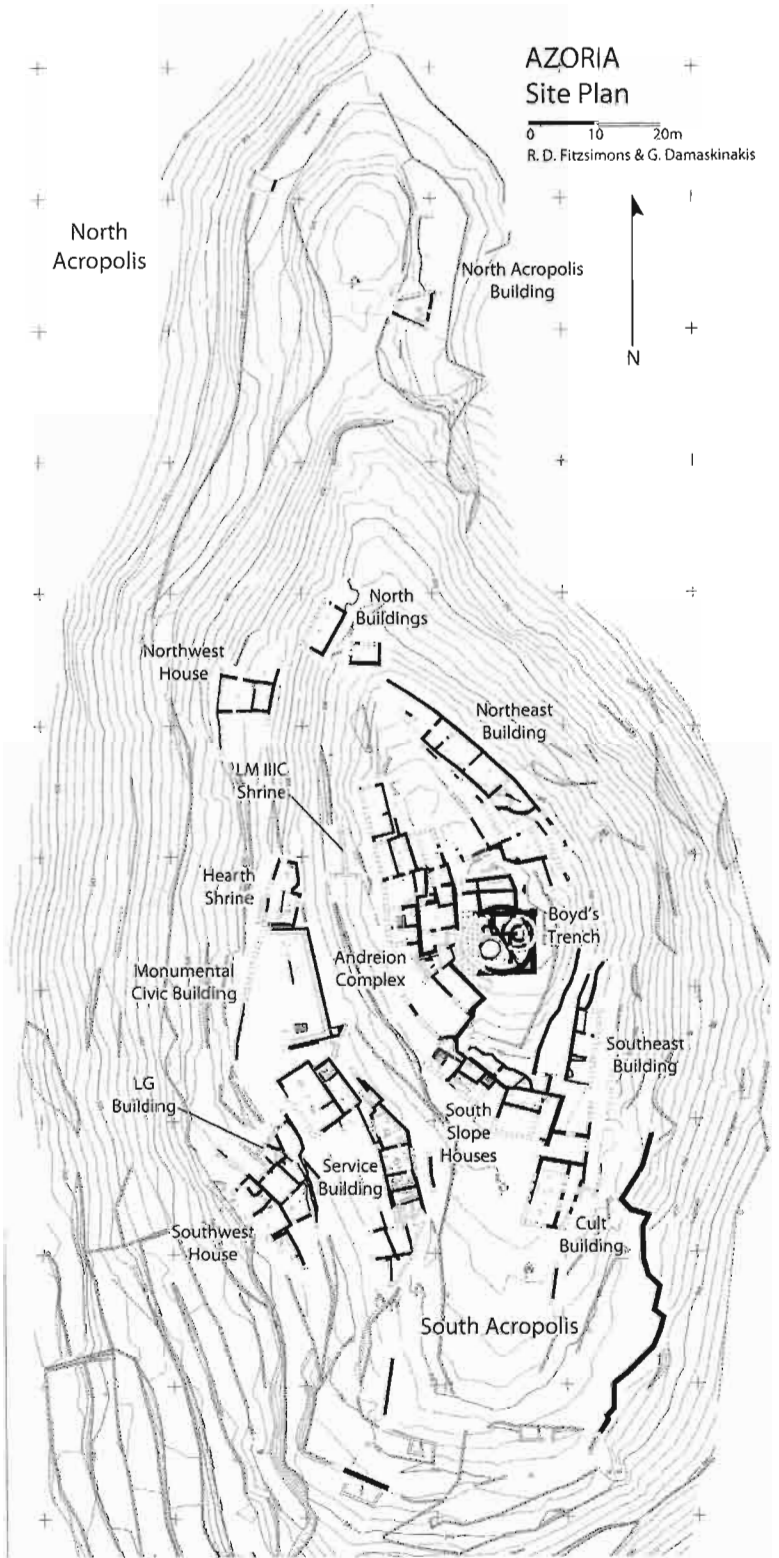 AZORIA
Site Plan
0 10 20m
R. D. Fitzsimons & G. Damaskinakis
N
North
Acropolis
North Acropolis
Building
North
Buildings
Northwest
House
Northeast
Building
LM IIIC
Shrine
Hearth
Shrine
Boyd's
Trench
Andreion
Complex
Monumental
Civic Building
Southeast
Building
LG
Building
South
Slope
Houses
Service
Building
Southwest
House
Cult
Building
South Acropolis